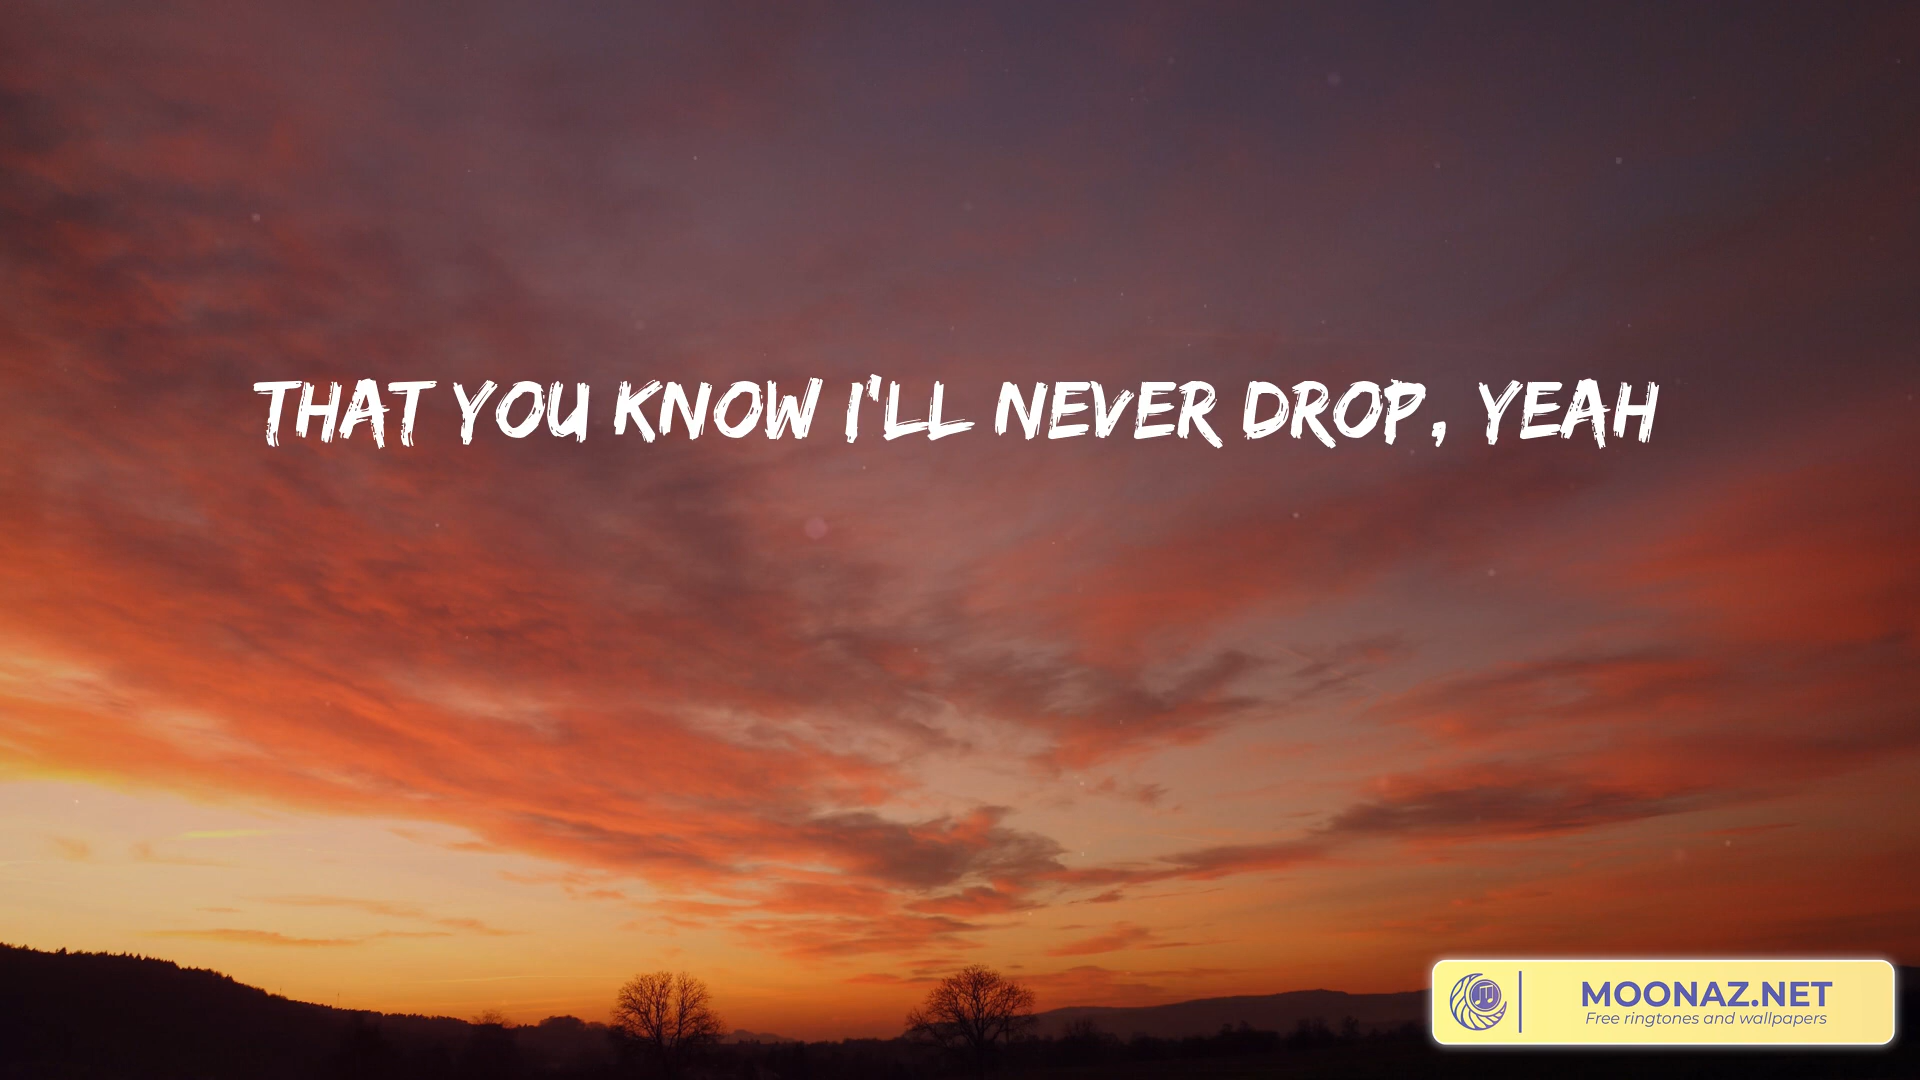 THAT YOU KNOW I'LL NEVER DROP, YEAH
MOONAZ.NET
Free ringtones and wallpapers